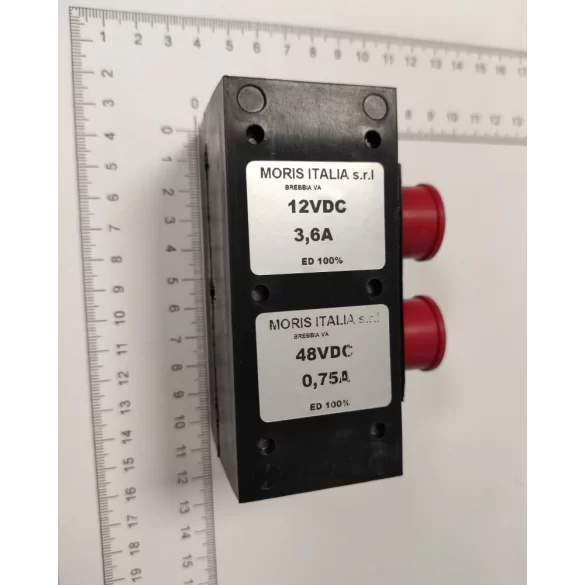 MORIS ITALIA s.r.l
BREBBIA VA
12VDC
3,6A
ED 100%
MORIS ITALIA s.r.l
BREBBIA VA
48VDC
0,75A
ED 100%